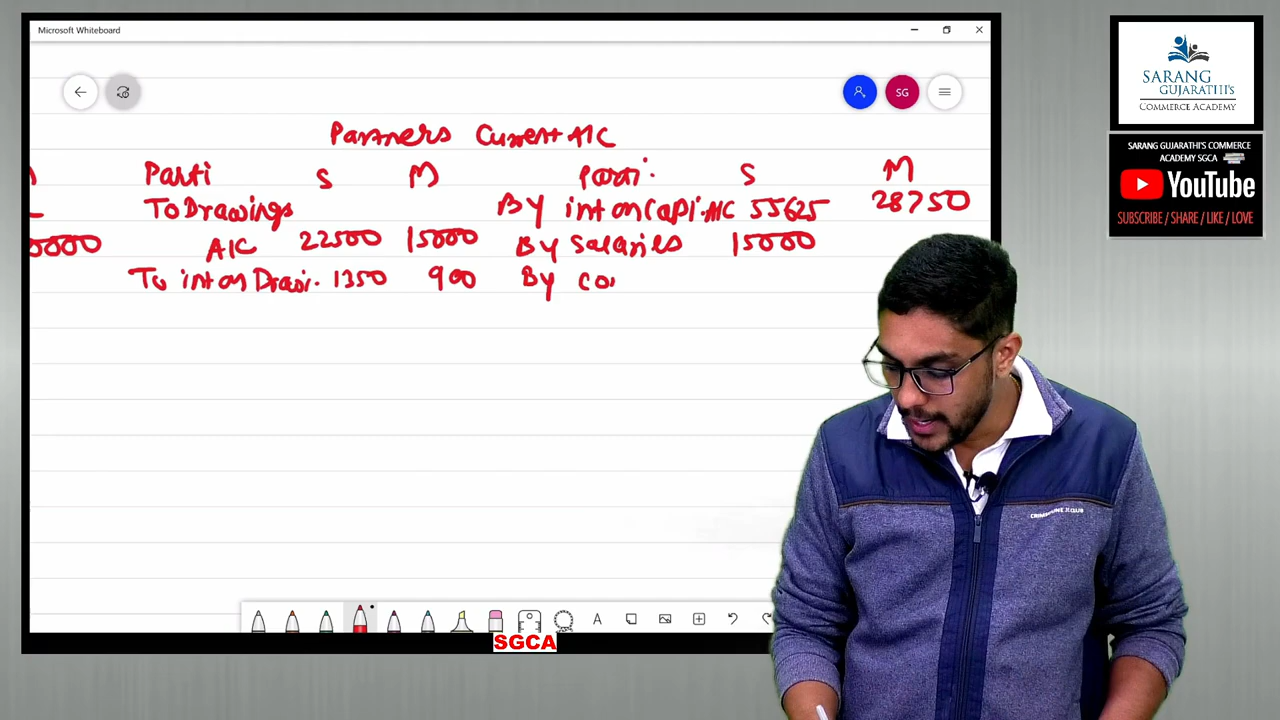 Microsoft Whiteboard
SG
Partners Current A/C
Parti S M Parti. S M
To Drawings By int on Capi. A/C 55625 28750
0000 A/C 22500 15000 By Salaries 15000
To int on Drawi. 1350 900 By co
A
SGCA
SARANG
GUJARATHI'S
COMMERCE ACADEMY
SARANG GUJARATHI'S COMMERCE
ACADEMY SGCA
YouTube
SUBSCRIBE / SHARE / LIKE / LOVE